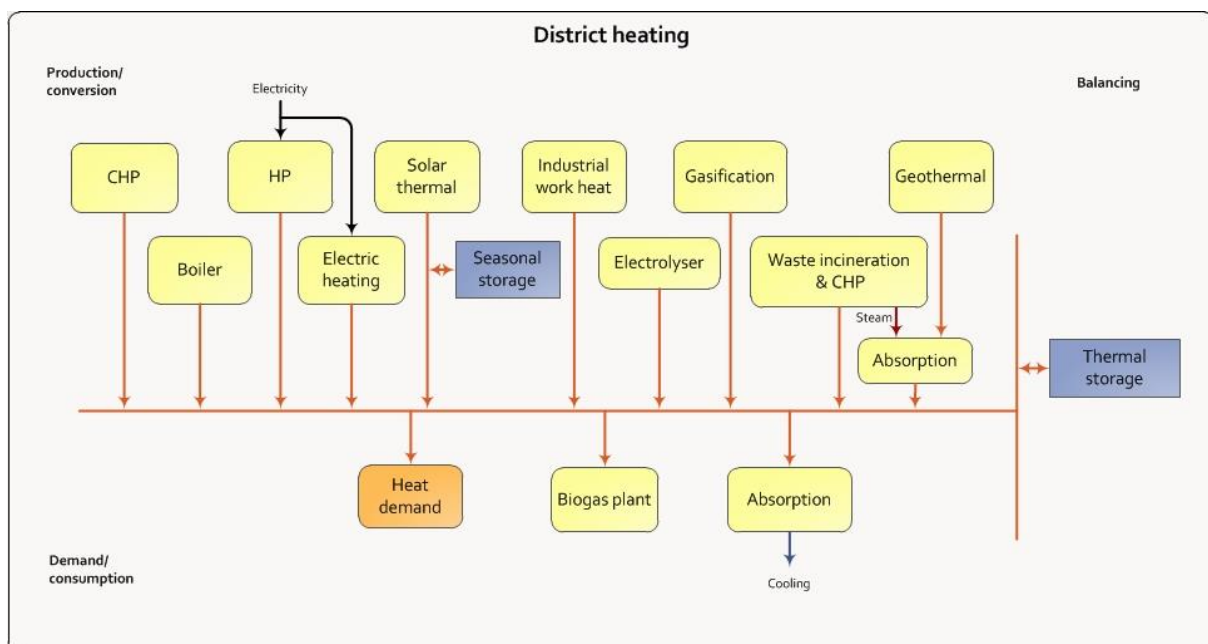 District heating
Production/
conversion
Balancing
Electricity
CHP
HP
Solar
thermal
Industrial
work heat
Gasification
Geothermal
Boiler
Electric
heating
Seasonal
storage
Electrolyser
Waste incineration
& CHP
Steam
Absorption
Thermal
storage
Heat
demand
Biogas plant
Absorption
Demand/
consumption
Cooling